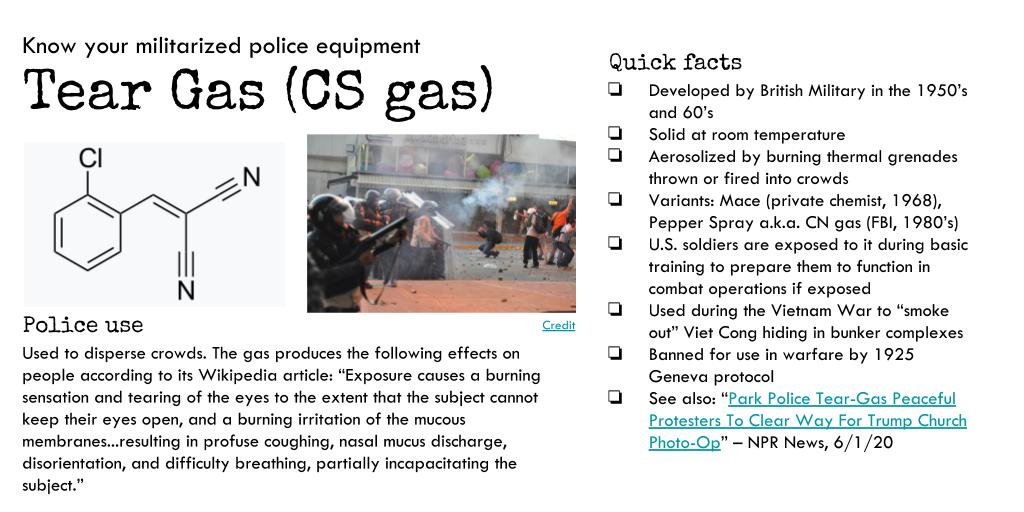 Know your militarized police equipment
Tear Gas (CS gas)
Cl
N
N
Credit
Police use
Used to disperse crowds. The gas produces the following effects on
people according to its Wikipedia article: “Exposure causes a burning
sensation and tearing of the eyes to the extent that the subject cannot
keep their eyes open, and a burning irritation of the mucous
membranes...resulting in profuse coughing, nasal mucus discharge,
disorientation, and difficulty breathing, partially incapacitating the
subject.”
Quick facts
❏ Developed by British Military in the 1950’s
and 60’s
❏ Solid at room temperature
❏ Aerosolized by burning thermal grenades
thrown or fired into crowds
❏ Variants: Mace (private chemist, 1968),
Pepper Spray a.k.a. CN gas (FBI, 1980’s)
❏ U.S. soldiers are exposed to it during basic
training to prepare them to function in
combat operations if exposed
❏ Used during the Vietnam War to “smoke
out” Viet Cong hiding in bunker complexes
❏ Banned for use in warfare by 1925
Geneva protocol
❏ See also: “Park Police Tear-Gas Peaceful
Protesters To Clear Way For Trump Church
Photo-Op” – NPR News, 6/1/20